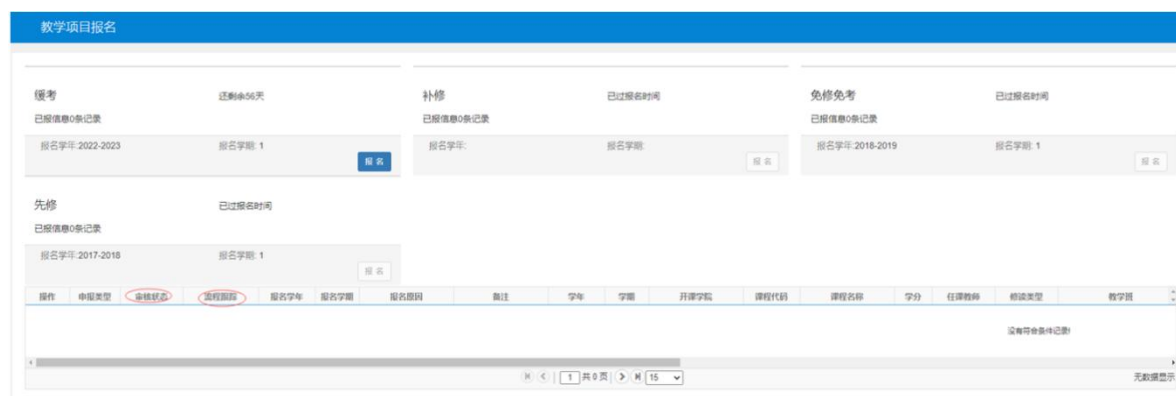 教学项目报名
缓考 还剩余56天
已报信息0条记录
报名学年:2022-2023 报名学期: 1
报 名
补修 已过报名时间
已报信息0条记录
报名学年: 报名学期:
报 名
免修免考 已过报名时间
已报信息0条记录
报名学年:2018-2019 报名学期: 1
报 名
先修 已过报名时间
已报信息0条记录
报名学年:2017-2018 报名学期: 1
报 名
操作 申报类型 审核状态 流程跟踪 报名学年 报名学期 报名原因 备注 学年 学期 开课学院 课程代码 课程名称 学分 任课教师 修读类型 教学班
没有符合条件记录!
1 共 0 页 15
无数据显示